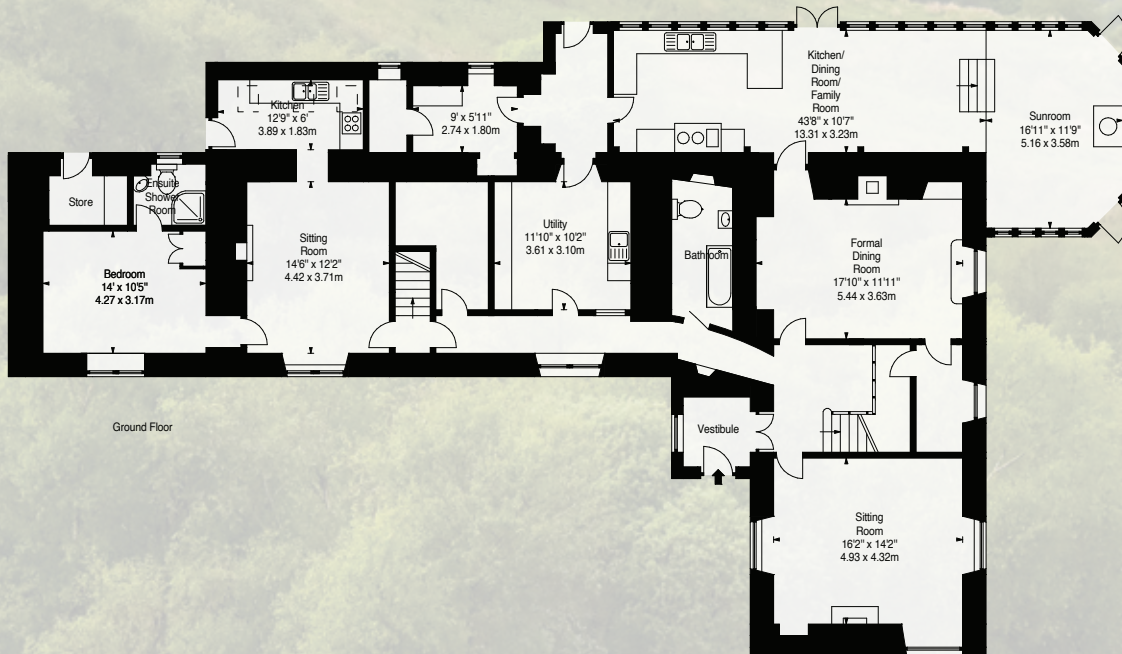 Kitchen
12'9" x 6'
3.89 x 1.83m
9' x 5'11"
2.74 x 1.80m
Kitchen/
Dining
Room/
Family
Room
43'8" x 10'7"
13.31 x 3.23m
Sunroom
16'11" x 11'9"
5.16 x 3.58m
Store
Ensuite
Shower
Room
Bedroom
14' x 10'5"
4.27 x 3.17m
Sitting
Room
14'6" x 12'2"
4.42 x 3.71m
Utility
11'10" x 10'2"
3.61 x 3.10m
Bathroom
Formal
Dining
Room
17'10" x 11'11"
5.44 x 3.63m
Ground Floor
Vestibule
Sitting
Room
16'2" x 14'2"
4.93 x 4.32m